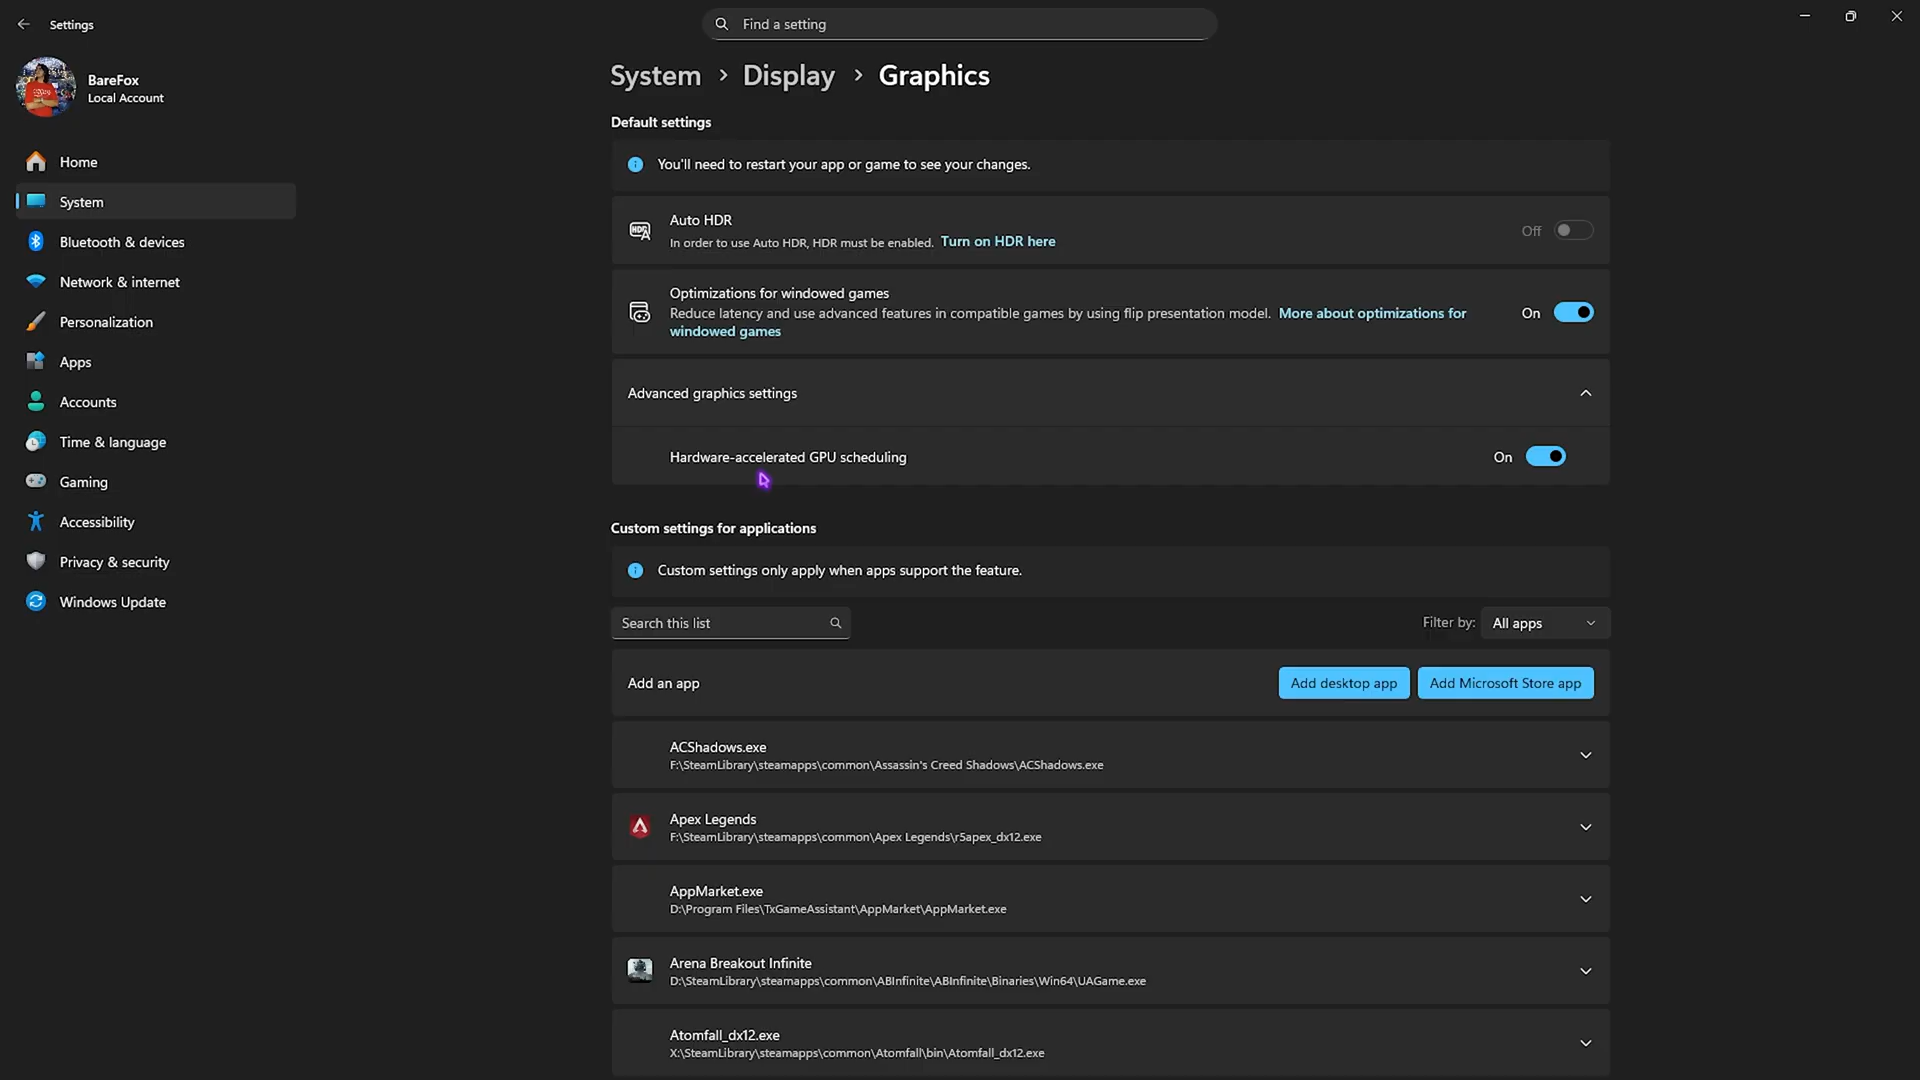 Settings
Find a setting
BareFox
Local Account
Home
System
Bluetooth & devices
Network & internet
Personalization
Apps
Accounts
Time & language
Gaming
Accessibility
Privacy & security
Windows Update
System > Display > Graphics
Default settings
You'll need to restart your app or game to see your changes.
Auto HDR
In order to use Auto HDR, HDR must be enabled. Turn on HDR here
Off
Optimizations for windowed games
Reduce latency and use advanced features in compatible games by using flip presentation model. More about optimizations for
windowed games
On
Advanced graphics settings
Hardware-accelerated GPU scheduling
On
Custom settings for applications
Custom settings only apply when apps support the feature.
Search this list
Filter by: All apps
Add an app
Add desktop app
Add Microsoft Store app
ACShadows.exe
F:\SteamLibrary\steamapps\common\Assassin's Creed Shadows\ACShadows.exe
Apex Legends
F:\SteamLibrary\steamapps\common\Apex Legends\r5apex_dx12.exe
AppMarket.exe
D:\Program Files\TxGameAssistant\AppMarket\AppMarket.exe
Arena Breakout Infinite
D:\SteamLibrary\steamapps\common\ABInfinite\ABInfinite\Binaries\Win64\UAGame.exe
Atomfall_dx12.exe
X:\SteamLibrary\steamapps\common\Atomfall\bin\Atomfall_dx12.exe